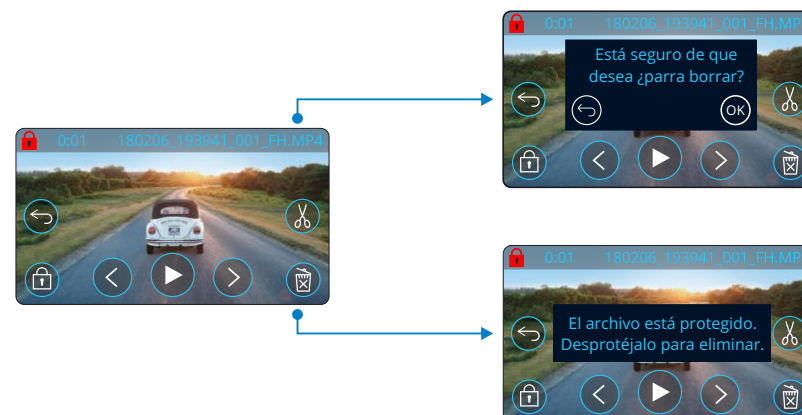 0:01 180206_193941_001_FH.MP4
0:01 180206_193941_001_FH.MP
Está seguro de que
desea ¿parra borrar?
OK
0:01 180206_193941_001_FH.MP
El archivo está protegido.
Desprotéjalo para eliminar.